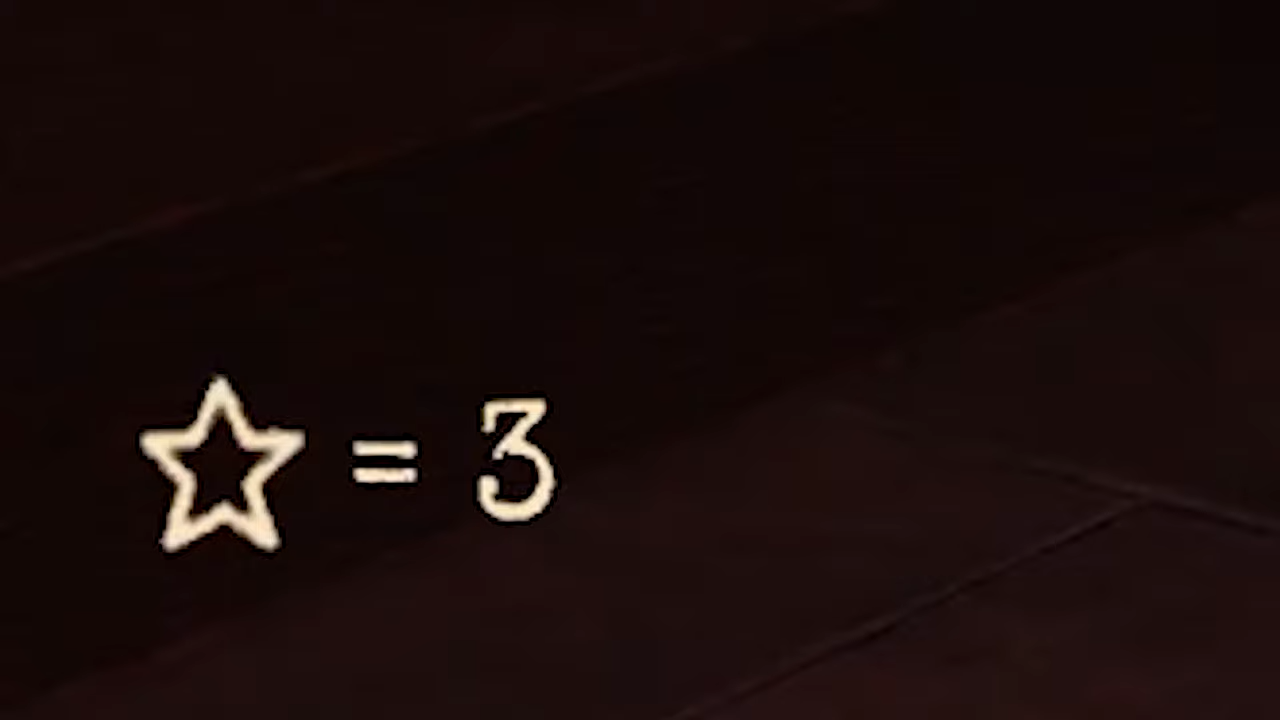 ☆ = 3